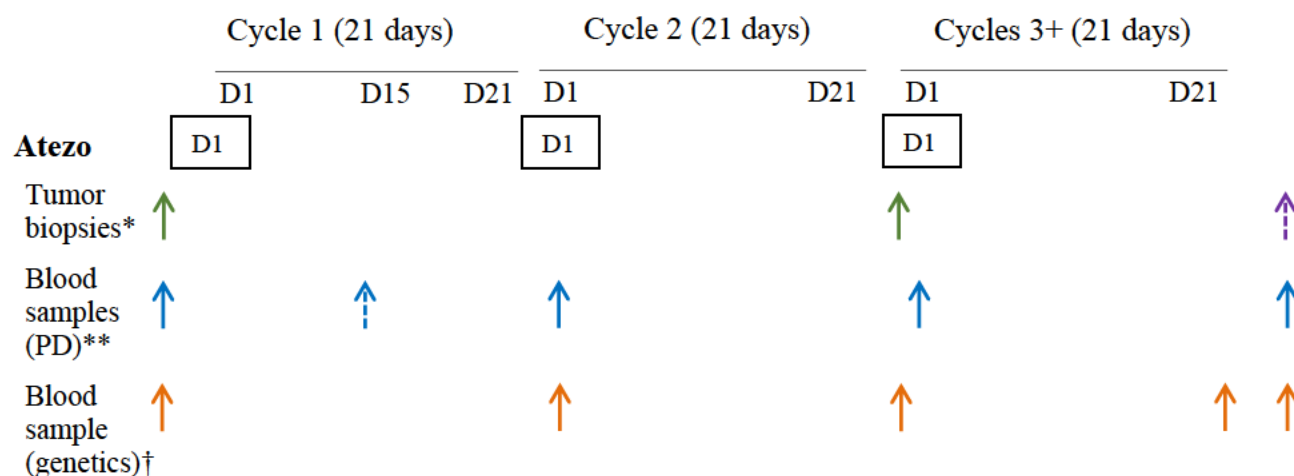 Cycle 1 (21 days) Cycle 2 (21 days) Cycles 3+ (21 days)
D1 D15 D21 D1 D21 D1 D21
Atezo D1 D1 D1
Tumor
biopsies*
Blood
samples
(PD)**
Blood
sample
(genetics)†